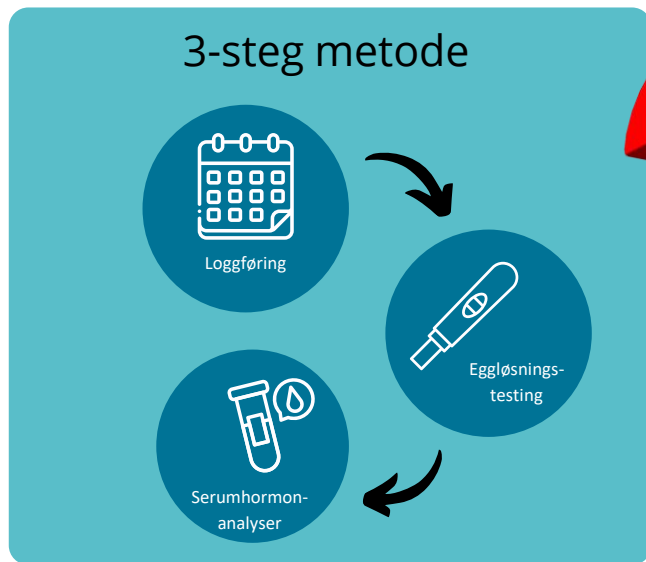 3-steg metode
Loggføring
Eggløsnings-
testing
Serumhormon-
analyser